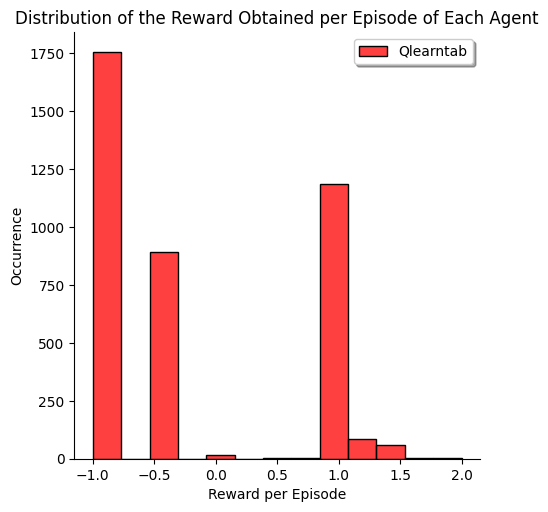 Distribution of the Reward Obtained per Episode of Each Agent
Qlearntab
1750
1500
1250
1000
750
500
250
0
Occurrence
−1.0 −0.5 0.0 0.5 1.0 1.5 2.0
Reward per Episode